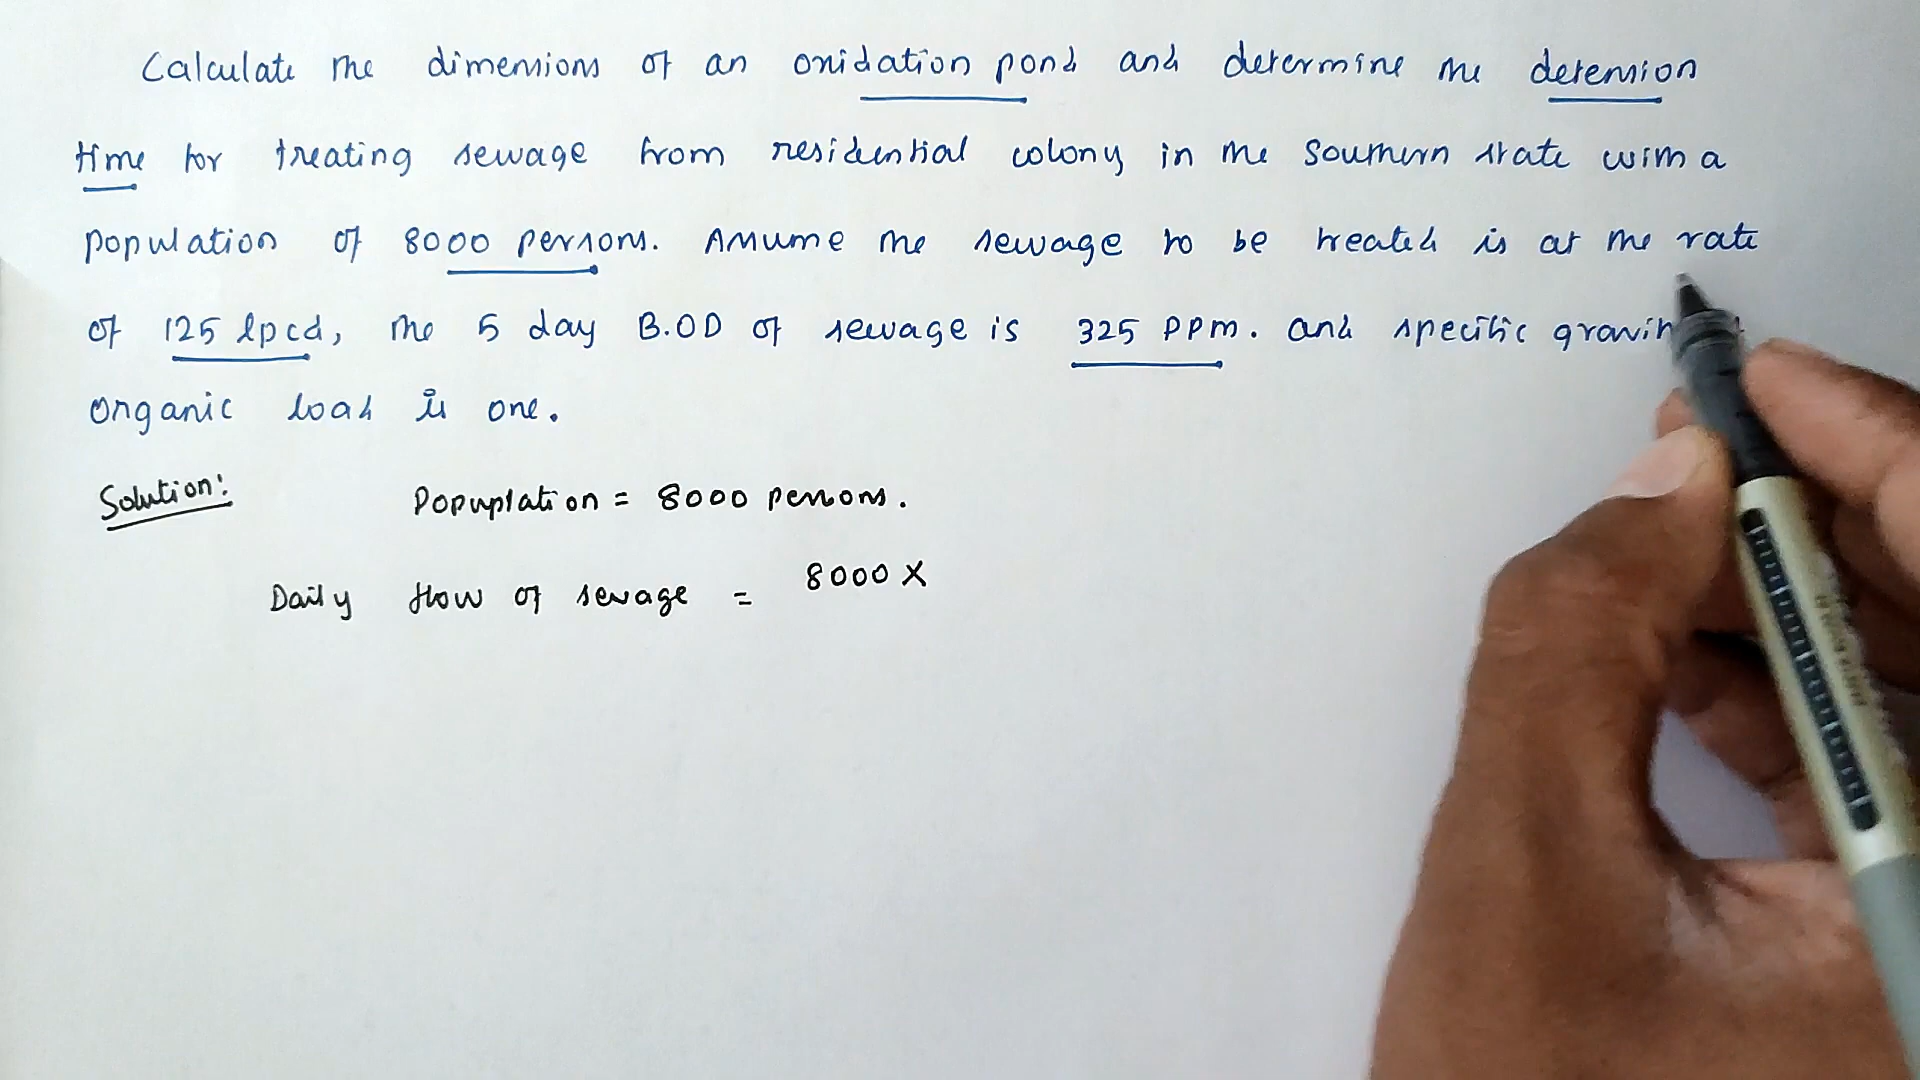 Calculate the dimensions of an oxidation pond and determine the detension
time for treating sewage from residential colony in the Southern state with a
population of 8000 persons. Assume the sewage to be treated is at the rate
of 125 lpcd, the 5 day B.OD of sewage is 325 PPm. and specific
organic load is one.
Solution: Popuplation = 8000 persons.
Daily flow of sewage = 8000 X